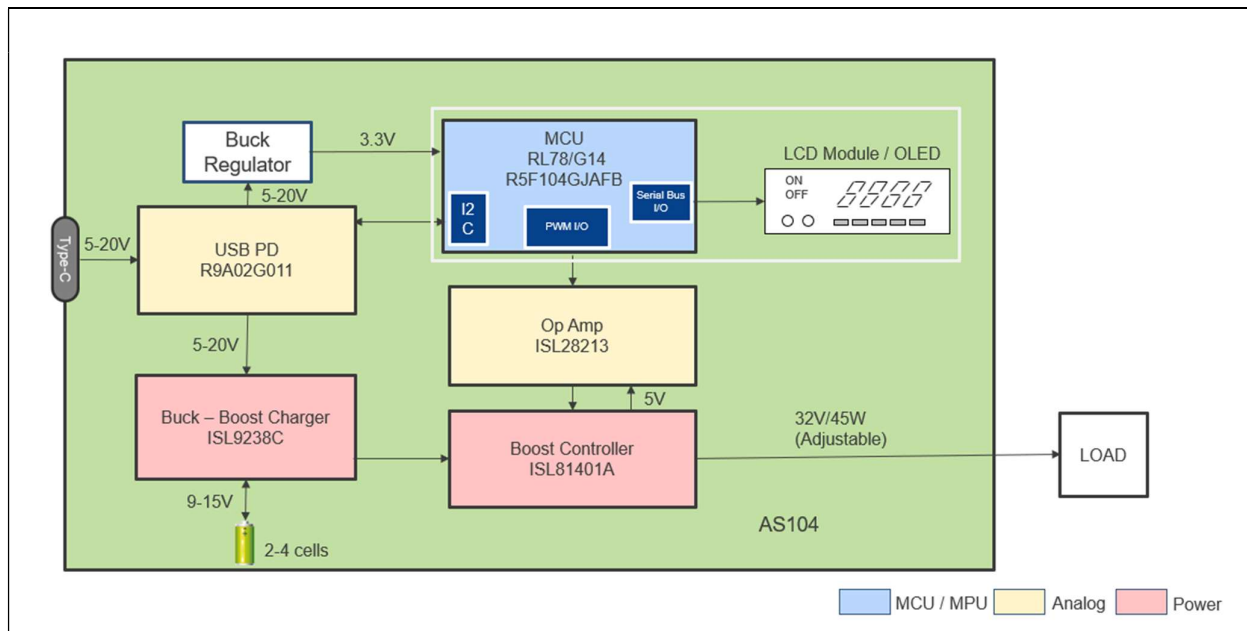 Buck
Regulator
3.3V
MCU
RL78/G14
R5F104GJAFB
I2
C
PWM I/O
Serial Bus
I/O
LCD Module / OLED
ON
OFF
8888
5-20V
Type-C
5-20V
USB PD
R9A02G011
5-20V
Op Amp
ISL28213
5V
Buck – Boost Charger
ISL9238C
Boost Controller
ISL81401A
32V/45W
(Adjustable)
LOAD
9-15V
2-4 cells
AS104
MCU / MPU
Analog
Power